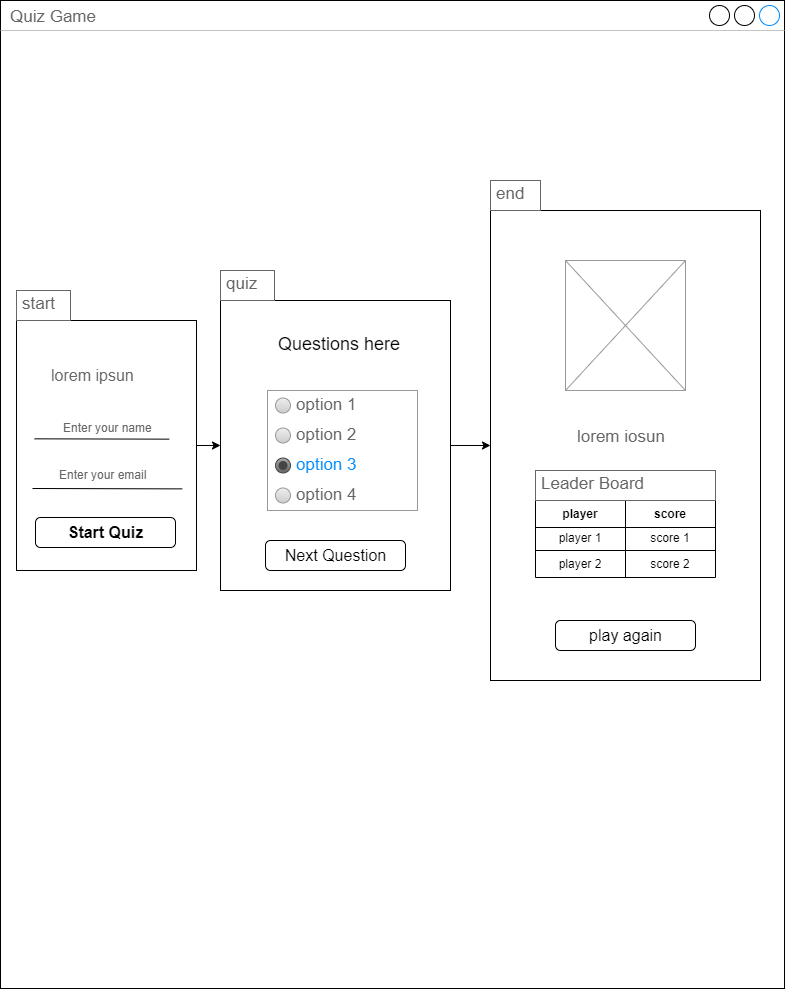 Quiz Game
start
lorem ipsun
Enter your name
Enter your email
Start Quiz
quiz
Questions here
option 1
option 2
option 3
option 4
Next Question
end
lorem iosun
Leader Board
player score
player 1 score 1
player 2 score 2
play again